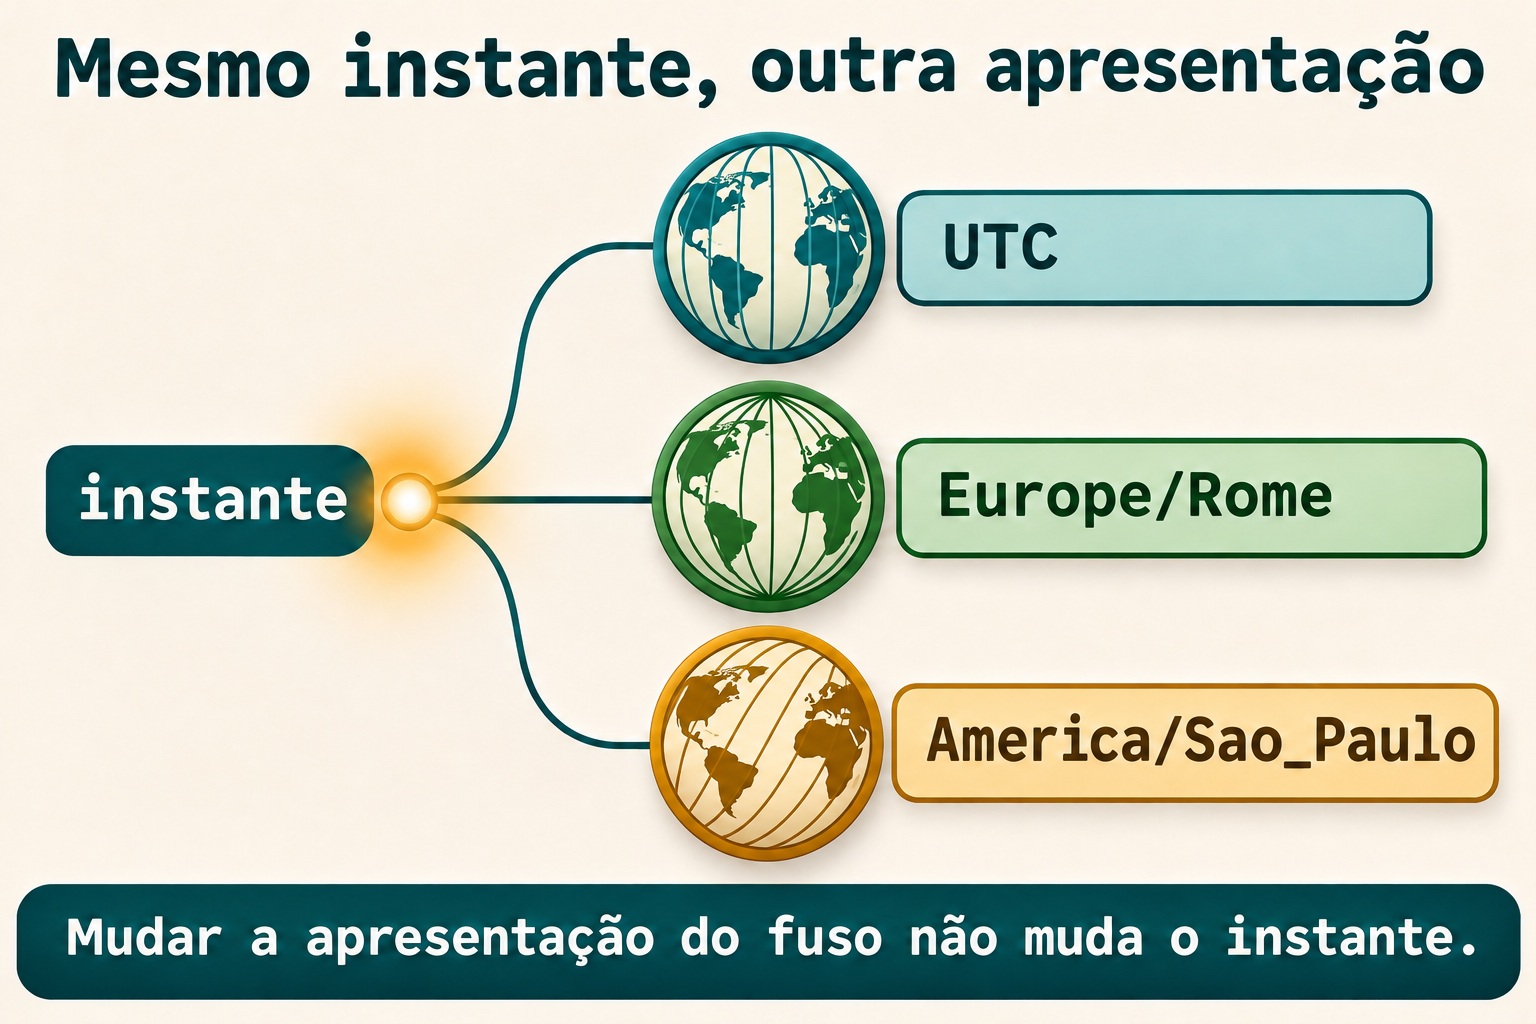 Mesmo instante, outra apresentação
UTC
instante
Europe/Rome
America/Sao_Paulo
Mudar a apresentação do fuso não muda o instante.